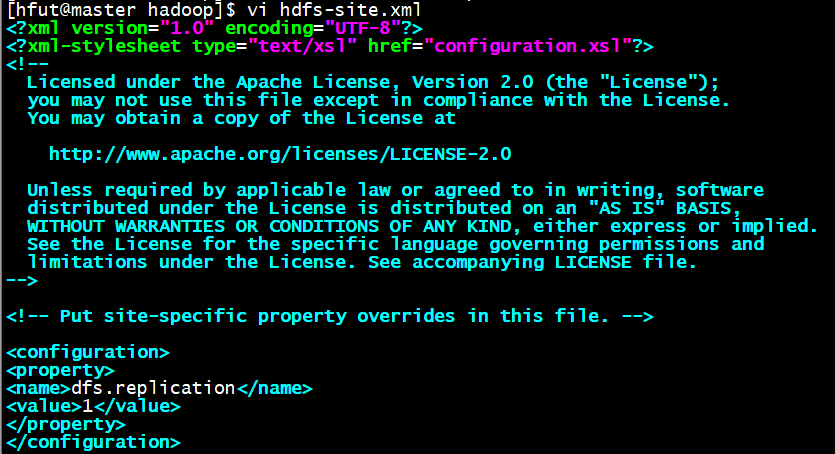 [hfut@master hadoop]$ vi hdfs-site.xml
<?xml version="1.0" encoding="UTF-8"?>
<?xml-stylesheet type="text/xsl" href="configuration.xsl"?>
<!--
  Licensed under the Apache License, Version 2.0 (the "License");
  you may not use this file except in compliance with the License.
  You may obtain a copy of the License at

    http://www.apache.org/licenses/LICENSE-2.0

  Unless required by applicable law or agreed to in writing, software
  distributed under the License is distributed on an "AS IS" BASIS,
  WITHOUT WARRANTIES OR CONDITIONS OF ANY KIND, either express or implied.
  See the License for the specific language governing permissions and
  limitations under the License. See accompanying LICENSE file.
-->

<!-- Put site-specific property overrides in this file. -->

<configuration>
<property>
<name>dfs.replication</name>
<value>1</value>
</property>
</configuration>